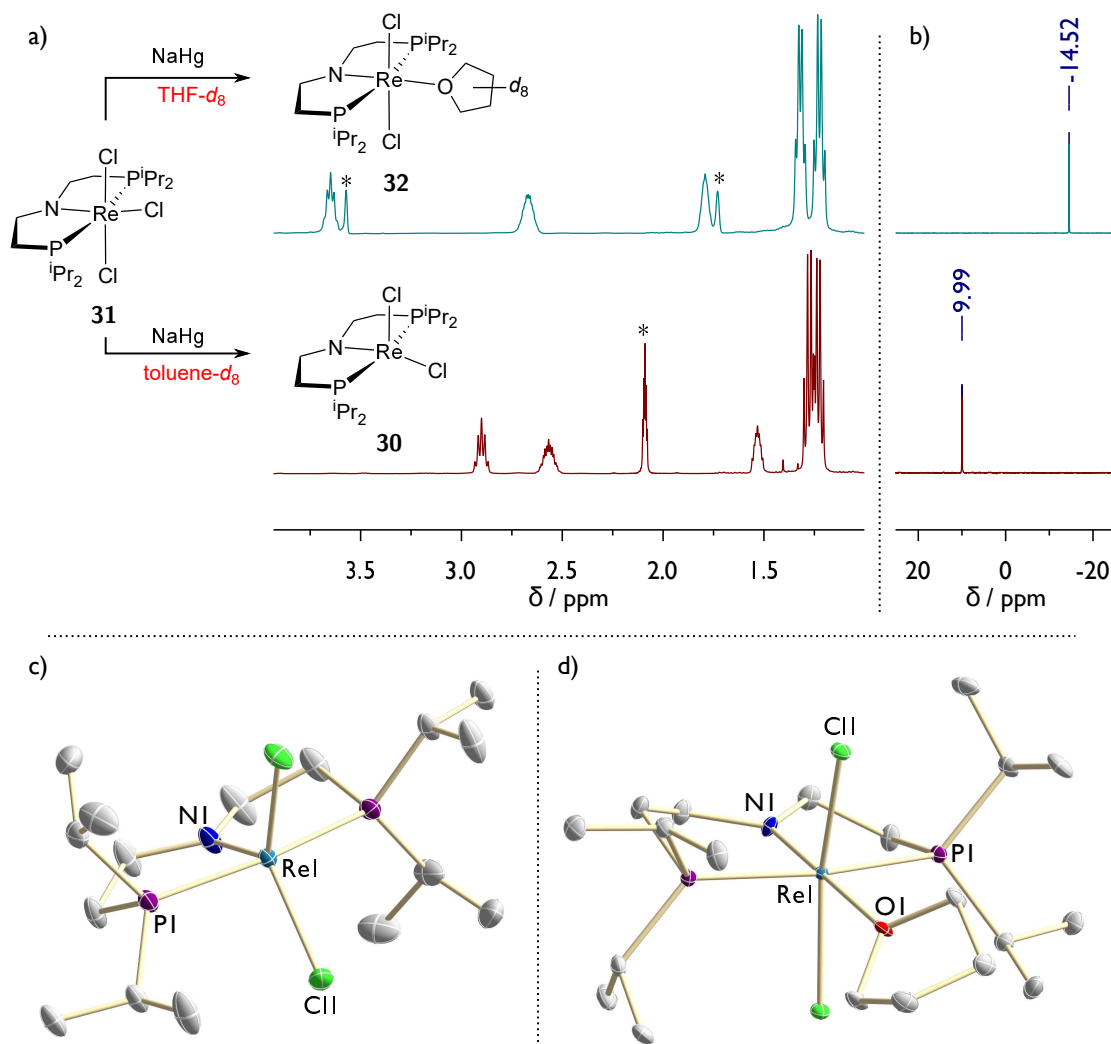 a)
NaHg
THF-d8
Cl
PiPr2
N
Re
O
d8
P
iPr2
Cl
32
*
*
Cl
PiPr2
N
Re
Cl
P
iPr2
Cl
31
NaHg
toluene-d8
Cl
PiPr2
N
Re
Cl
P
iPr2
30
*
3.5
3.0
2.5
2.0
1.5
δ / ppm
b)
-14.52
9.99
20
0
-20
δ / ppm
c)
N1
Re1
P1
Cl1
d)
Cl1
N1
P1
Re1
O1